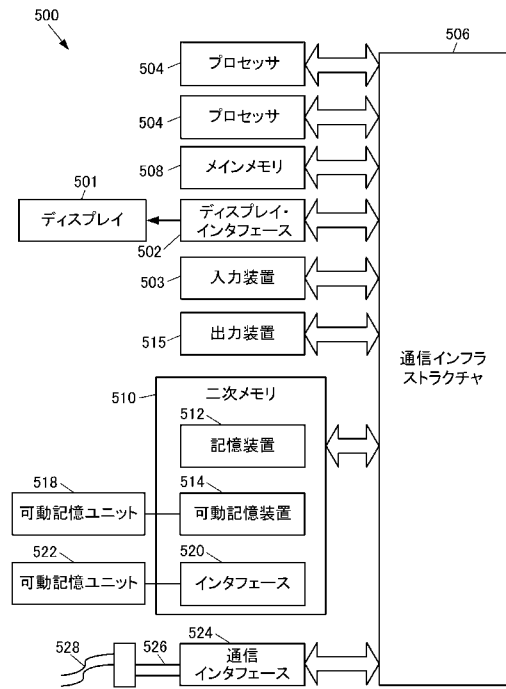 500
506
504
プロセッサ
504
プロセッサ
508
メインメモリ
501
ディスプレイ
502
ディスプレイ・
インタフェース
503
入力装置
515
出力装置
通信インフラ
ストラクチャ
510
二次メモリ
512
記憶装置
518
可動記憶ユニット
514
可動記憶装置
522
可動記憶ユニット
520
インタフェース
528
526
524
通信
インタフェース